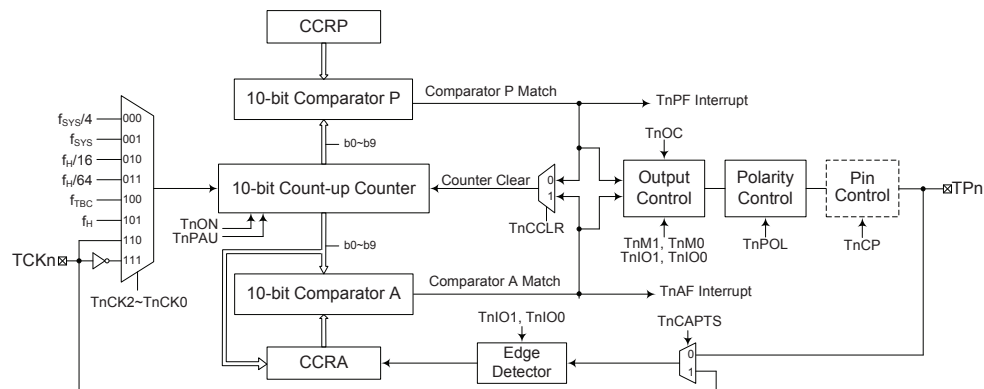 CCRP
10-bit Comparator P
Comparator P Match
TnPF Interrupt
b0~b9
TnOC
fSYS/4
000
fSYS
001
fH/16
010
fH/64
011
fTBC
100
fH
101
110
111
10-bit Count-up Counter
Counter Clear
0
1
TnCCLR
Output
Control
Polarity
Control
Pin
Control
TPn
TnON
TnPAU
TnM1, TnM0
TnIO1, TnIO0
TnPOL
TnCP
TCKn
TnCK2~TnCK0
b0~b9
10-bit Comparator A
Comparator A Match
TnAF Interrupt
TnIO1, TnIO0
TnCAPTS
CCRA
Edge
Detector
0
1